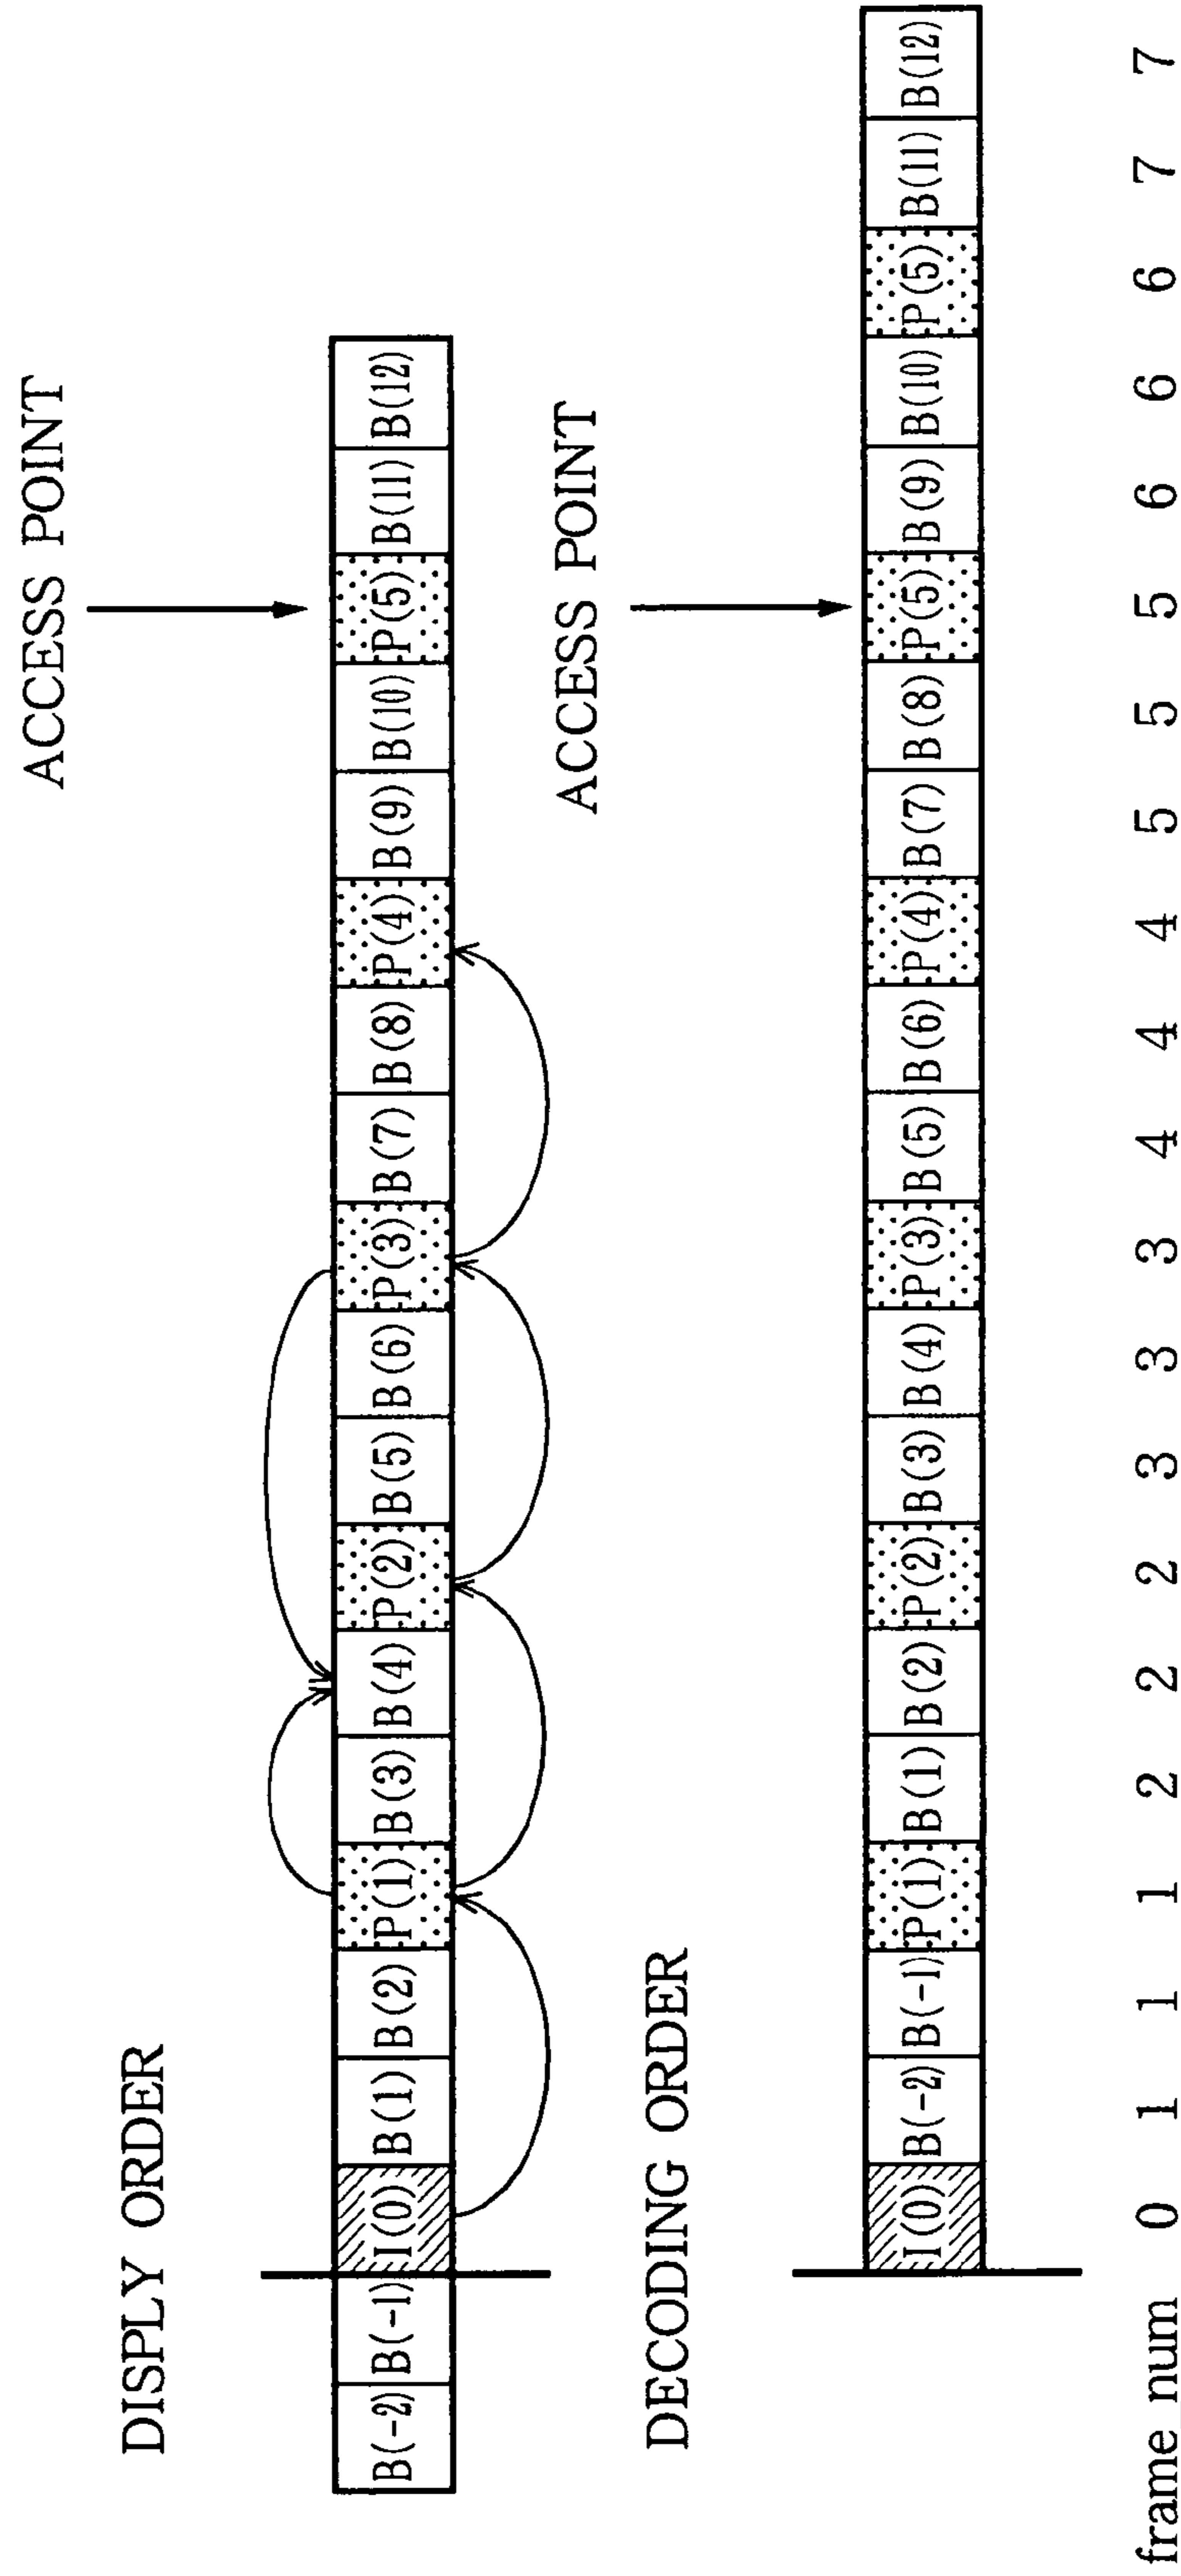 ACCESS POINT
DISPLY ORDER
B(-2) B(-1) I(0) B(1) B(2) P(1) B(3) B(4) P(2) B(5) B(6) P(3) B(7) B(8) P(4) B(9) B(10) P(5) B(11) B(12)
ACCESS POINT
DECODING ORDER
I(0) B(-2) B(-1) P(1) B(1) B(2) P(2) B(3) B(4) P(3) B(5) B(6) P(4) B(7) B(8) P(5) B(9) B(10) P(5) B(11) B(12)
frame_num 0 1 1 1 2 2 2 3 3 3 4 4 4 5 5 5 6 6 6 7 7